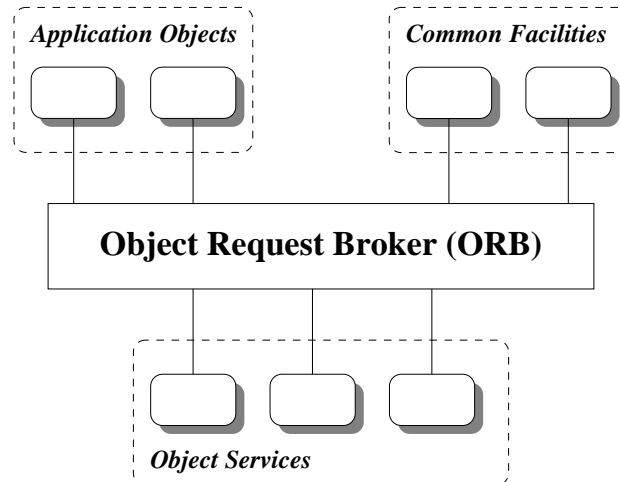 Application Objects
Common Facilities
Object Request Broker (ORB)
Object Services